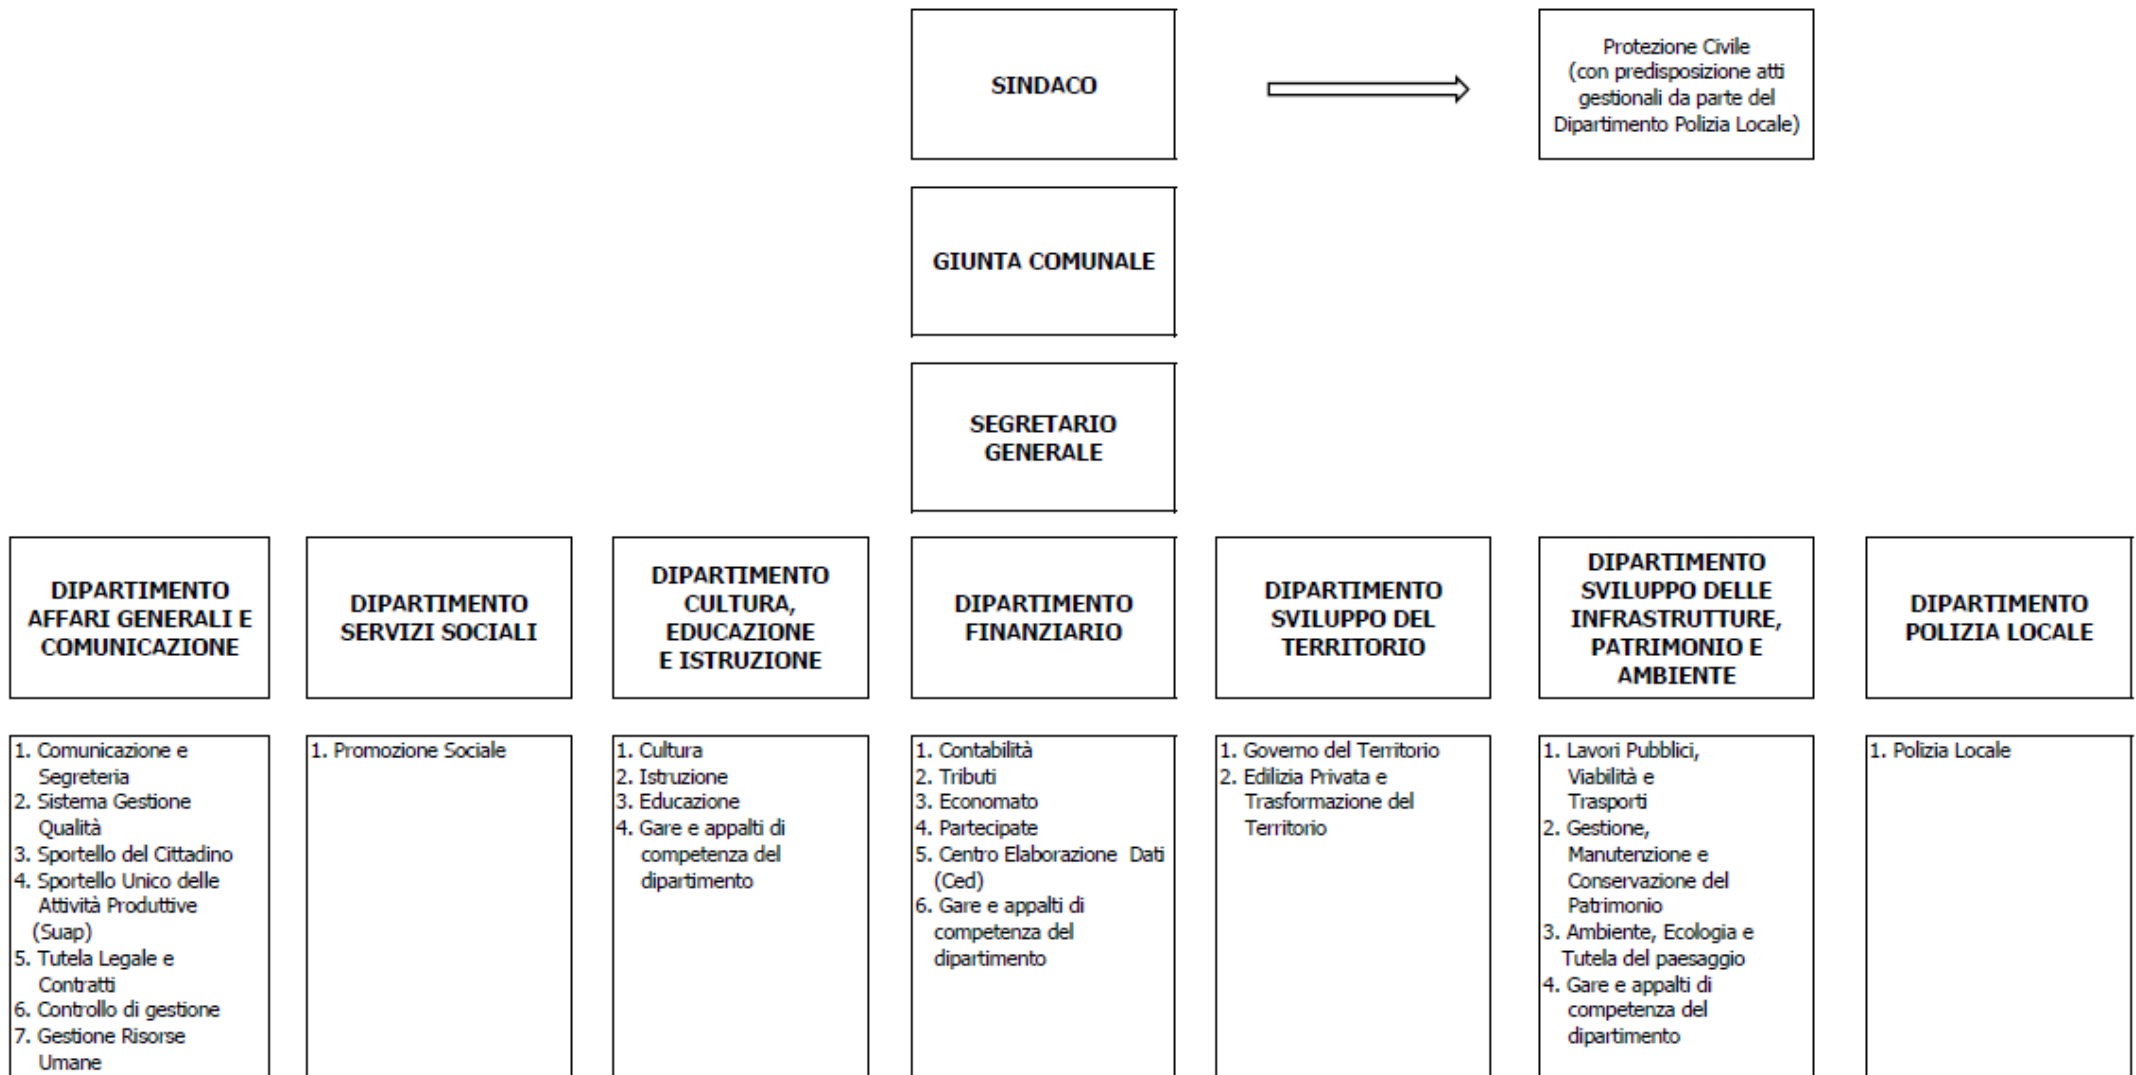 SINDACO
Protezione Civile
(con predisposizione atti
gestionali da parte del
Dipartimento Polizia Locale)
GIUNTA COMUNALE
SEGRETARIO
GENERALE
DIPARTIMENTO
AFFARI GENERALI E
COMUNICAZIONE
DIPARTIMENTO
SERVIZI SOCIALI
DIPARTIMENTO
CULTURA,
EDUCAZIONE
E ISTRUZIONE
DIPARTIMENTO
FINANZIARIO
DIPARTIMENTO
SVILUPPO DEL
TERRITORIO
DIPARTIMENTO
SVILUPPO DELLE
INFRASTRUTTURE,
PATRIMONIO E
AMBIENTE
DIPARTIMENTO
POLIZIA LOCALE
1. Comunicazione e
Segreteria
2. Sistema Gestione
Qualità
3. Sportello del Cittadino
4. Sportello Unico delle
Attività Produttive
(Suap)
5. Tutela Legale e
Contratti
6. Controllo di gestione
7. Gestione Risorse
Umane
1. Promozione Sociale
1. Cultura
2. Istruzione
3. Educazione
4. Gare e appalti di
competenza del
dipartimento
1. Contabilità
2. Tributi
3. Economato
4. Partecipate
5. Centro Elaborazione Dati
(Ced)
6. Gare e appalti di
competenza del
dipartimento
1. Governo del Territorio
2. Edilizia Privata e
Trasformazione del
Territorio
1. Lavori Pubblici,
Viabilità e
Trasporti
2. Gestione,
Manutenzione e
Conservazione del
Patrimonio
3. Ambiente, Ecologia e
Tutela del paesaggio
4. Gare e appalti di
competenza del
dipartimento
1. Polizia Locale